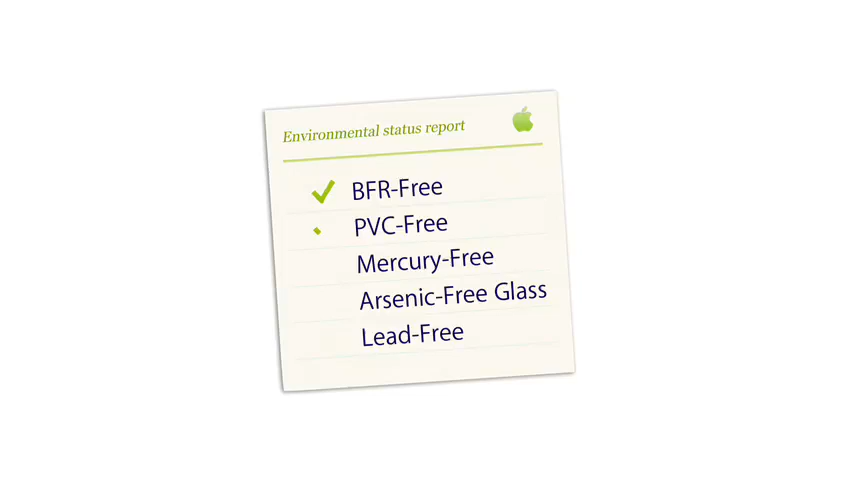 Environmental status report
BFR-Free
PVC-Free
Mercury-Free
Arsenic-Free Glass
Lead-Free